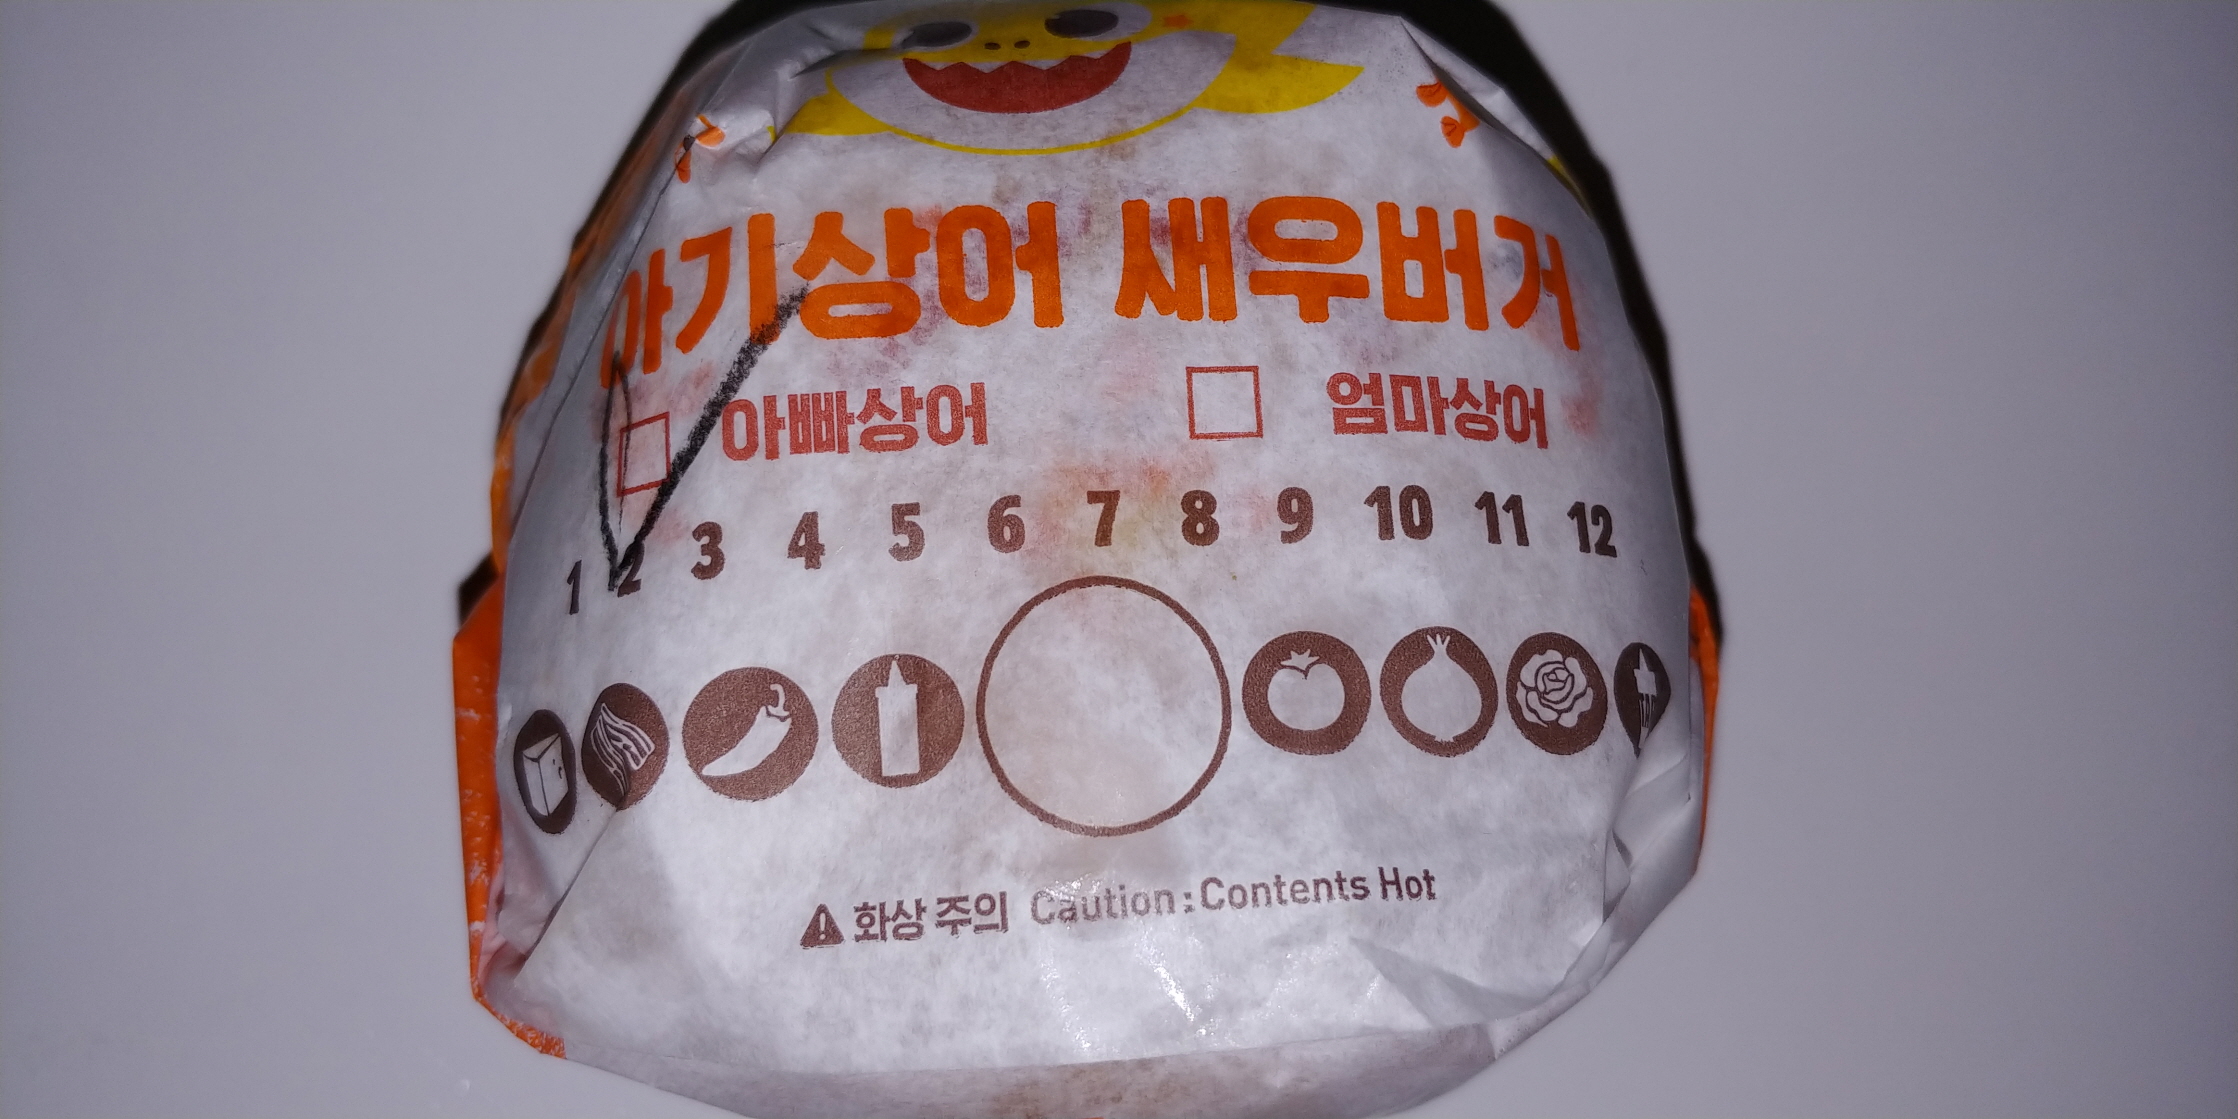 아기상어 새우버거
아빠상어 엄마상어
1 2 3 4 5 6 7 8 9 10 11 12
화상 주의 Caution : Contents Hot